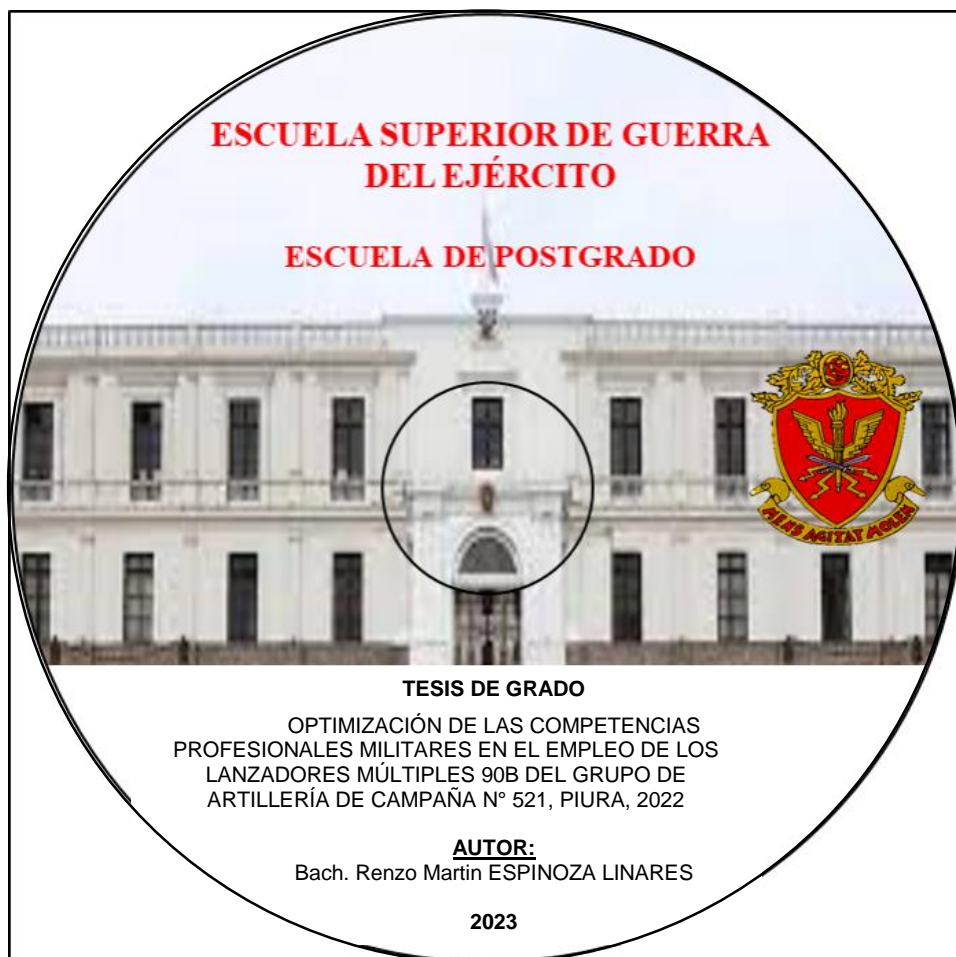 ESCUELA SUPERIOR DE GUERRA
DEL EJÉRCITO
ESCUELA DE POSTGRADO
MENS AGITAT MOLEM
TESIS DE GRADO
OPTIMIZACIÓN DE LAS COMPETENCIAS
PROFESIONALES MILITARES EN EL EMPLEO DE LOS
LANZADORES MÚLTIPLES 90B DEL GRUPO DE
ARTILLERÍA DE CAMPAÑA N° 521, PIURA, 2022
AUTOR:
Bach. Renzo Martin ESPINOZA LINARES
2023